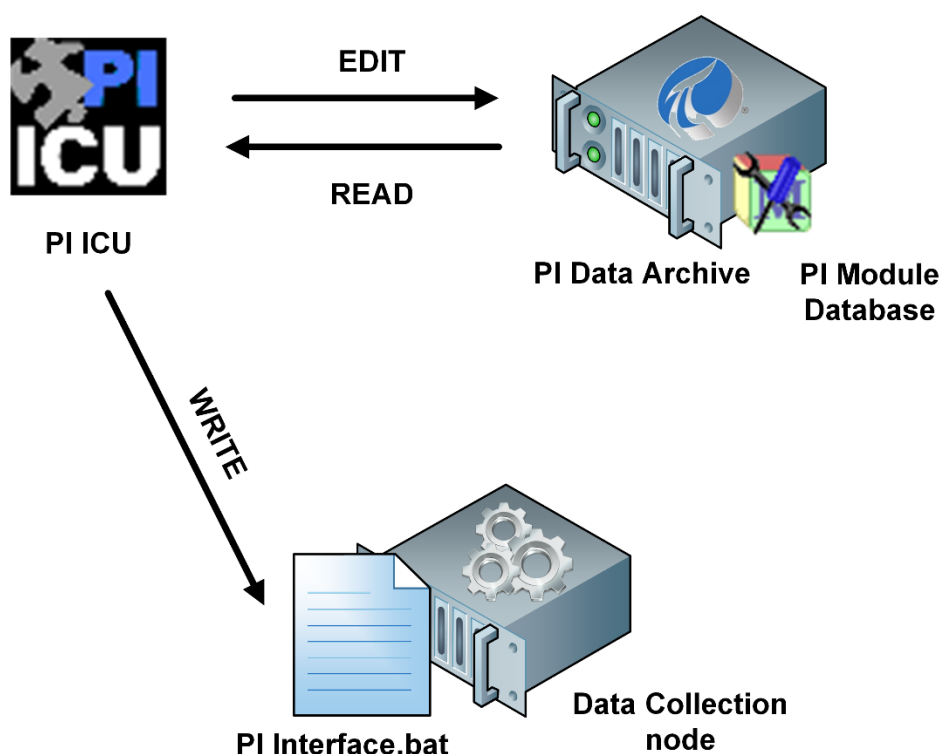 PI
ICU
EDIT
READ
PI ICU
M
PI Data Archive
PI Module
Database
WRITE
PI Interface.bat
Data Collection
node